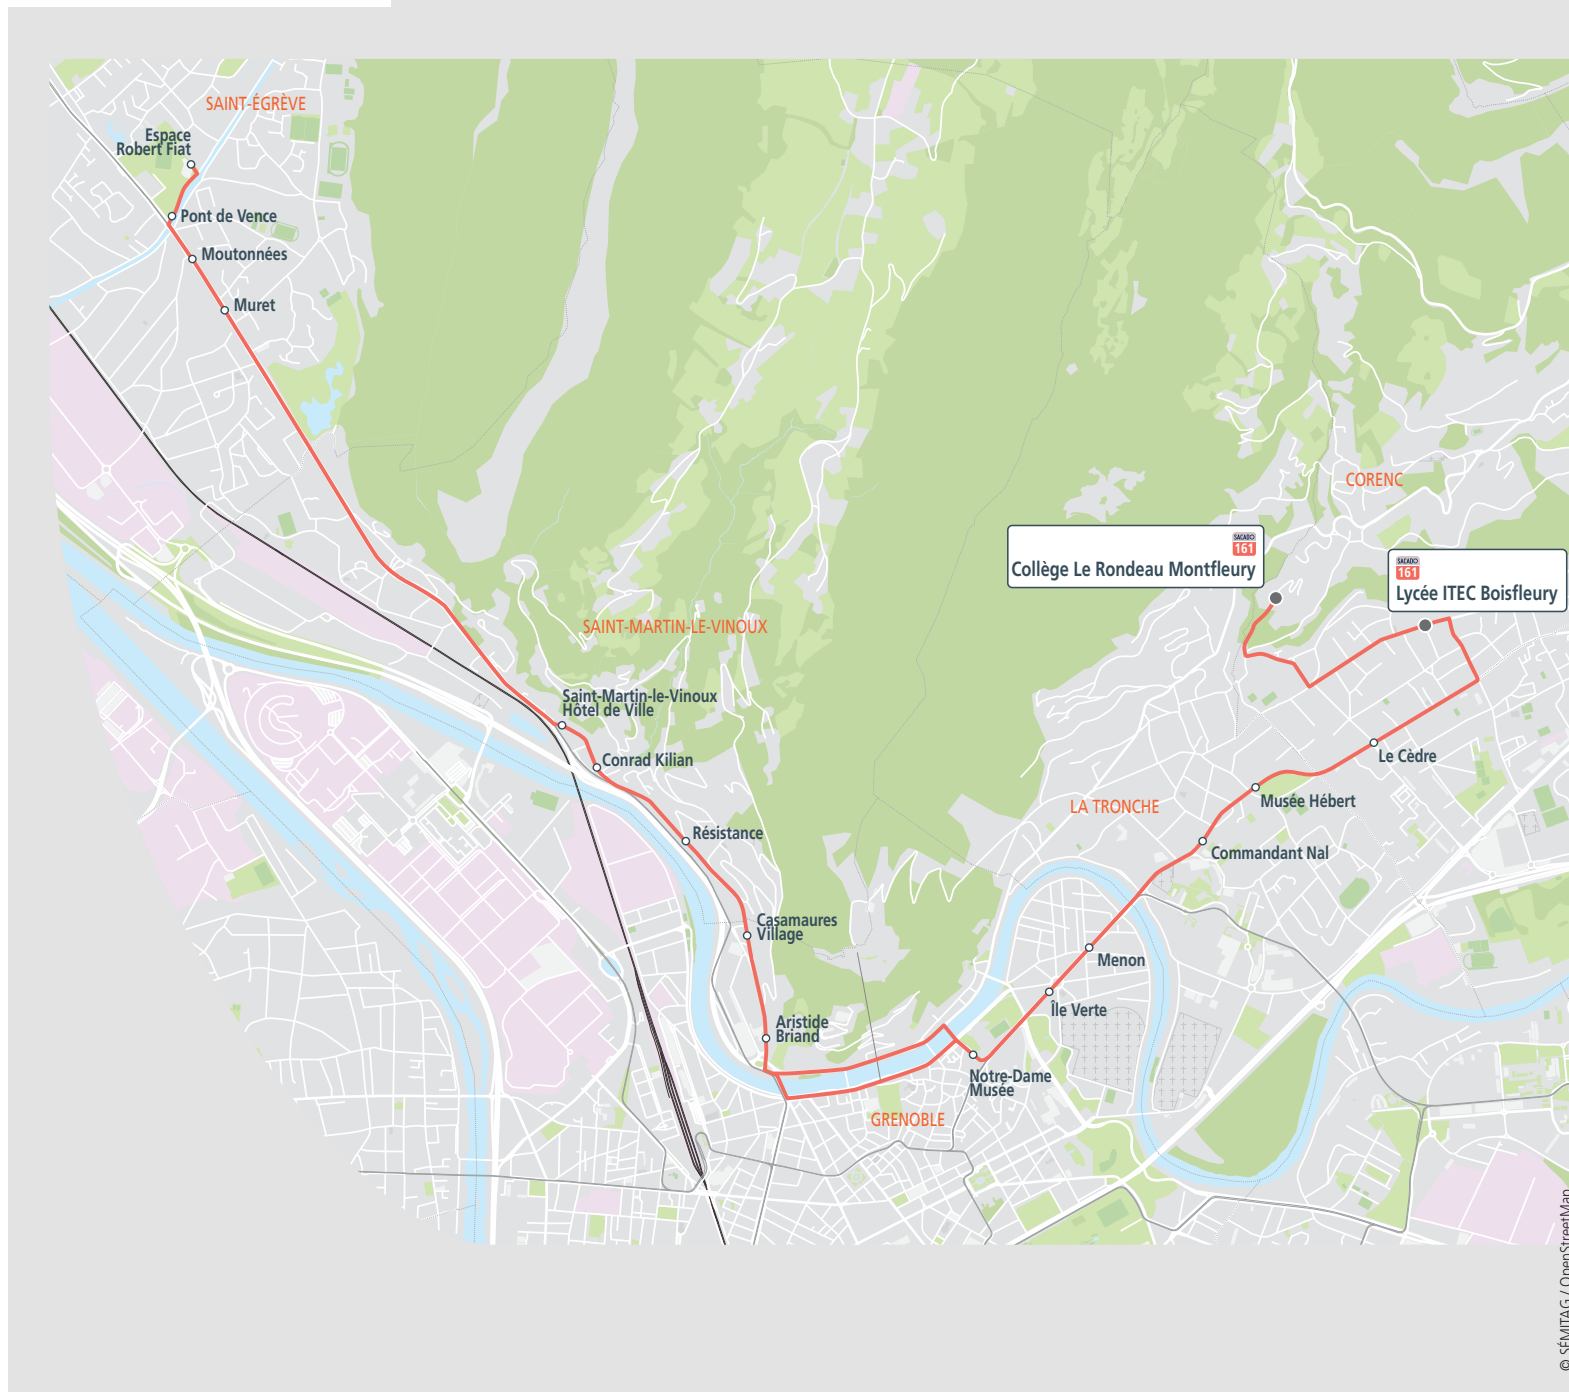 SAINT-ÉGRÈVE
Espace
Robert Fiat
Pont de Vence
Moutonnées
Muret
CORENC
SACADO
161
Collège Le Rondeau Montfleury
SACADO
161
Lycée ITEC Boisfleury
SAINT-MARTIN-LE-VINOUX
Saint-Martin-le-Vinoux
Hôtel de Ville
Conrad Kilian
Le Cèdre
Musée Hébert
LA TRONCHE
Résistance
Commandant Nal
Casamaures
Village
Menon
Île Verte
Aristide
Briand
Notre-Dame
Musée
GRENOBLE
© SÉMITAG / OpenStreetMap